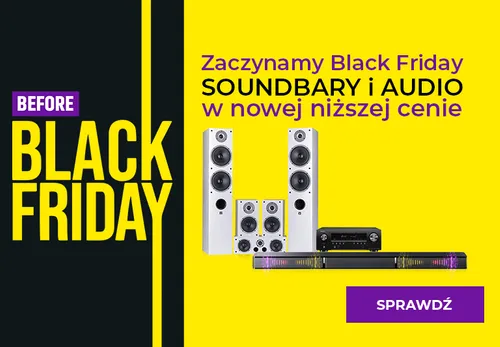 BEFORE
BLACK
FRIDAY
Zaczynamy Black Friday
SOUNDBARY i AUDIO
w nowej niższej cenie
SPRAWDŹ